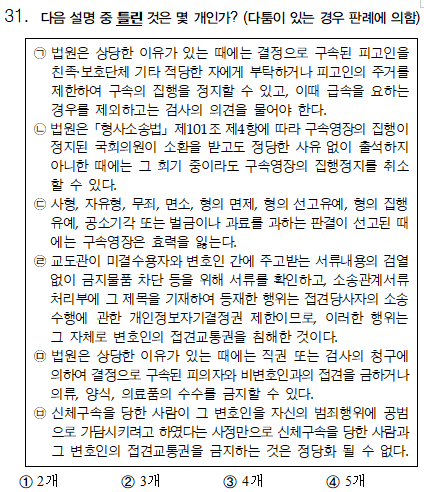 31. 다음 설명 중 틀린 것은 몇 개인가? (다툼이 있는 경우 판례에 의함)
㉠ 법원은 상당한 이유가 있는 때에는 결정으로 구속된 피고인을
친족·보호단체 기타 적당한 자에게 부탁하거나 피고인의 주거를
제한하여 구속의 집행을 정지할 수 있고, 이때 급속을 요하는
경우를 제외하고는 검사의 의견을 물어야 한다.
㉡ 법원은 「형사소송법」 제101조 제4항에 따라 구속영장의 집행이
정지된 국회의원이 소환을 받고도 정당한 사유 없이 출석하지
아니한 때에는 그 회기 중이라도 구속영장의 집행정지를 취소
할 수 있다.
㉢ 사형, 자유형, 무죄, 면소, 형의 면제, 형의 선고유예, 형의 집행
유예, 공소기각 또는 벌금이나 과료를 과하는 판결이 선고된 때
에는 구속영장은 효력을 잃는다.
㉣ 교도관이 미결수용자와 변호인 간에 주고받는 서류내용의 검열
없이 금지물품 차단 등을 위해 서류를 확인하고, 소송관계서류
처리부에 그 제목을 기재하여 등재한 행위는 접견당사자의 소송
수행에 관한 개인정보자기결정권 제한이므로, 이러한 행위는
그 자체로 변호인의 접견교통권을 침해한 것이다.
㉤ 법원은 상당한 이유가 있는 때에는 직권 또는 검사의 청구에
의하여 결정으로 구속된 피의자와 비변호인과의 접견을 금하거나
의류, 양식, 의료품의 수수를 금지할 수 있다.
㉥ 신체구속을 당한 사람이 그 변호인을 자신의 범죄행위에 공범
으로 가담시키려고 하였다는 사정만으로 신체구속을 당한 사람과
그 변호인의 접견교통권을 금지하는 것은 정당화 될 수 없다.
① 2개 ② 3개 ③ 4개 ④ 5개